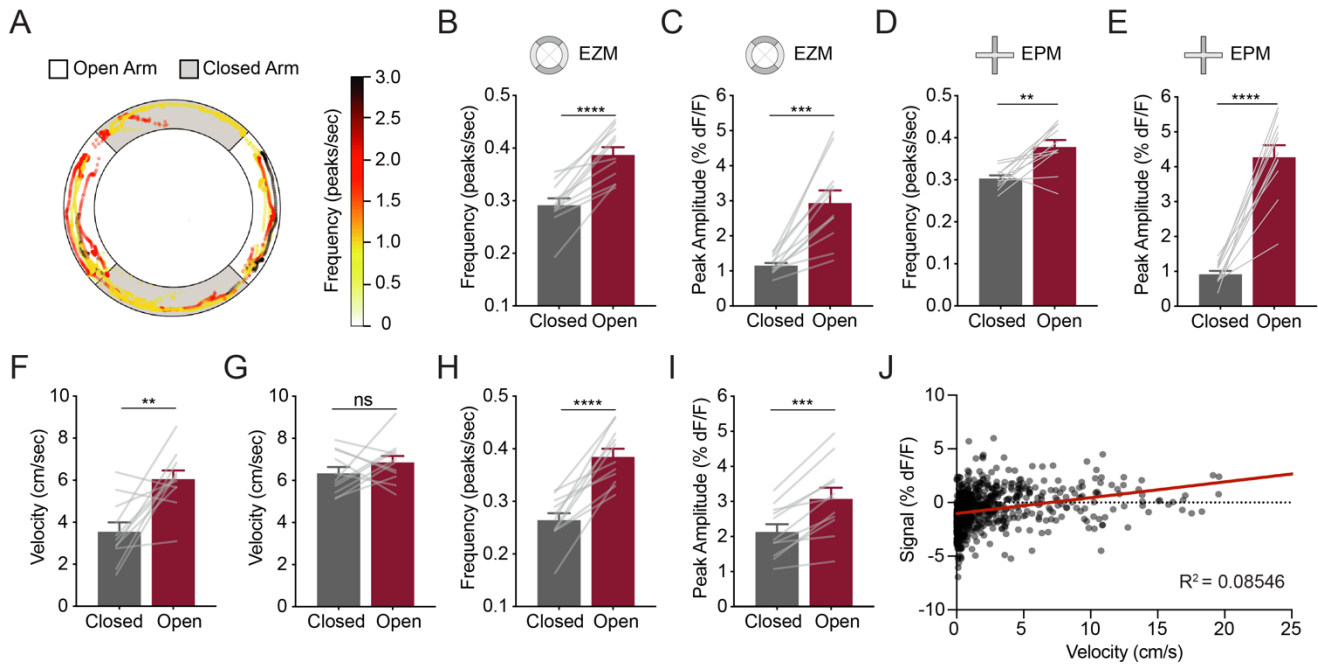 A
Open Arm
Closed Arm
Frequency (peaks/sec)
3.0
2.5
2.0
1.5
1.0
0.5
0
B
EZM
Frequency (peaks/sec)
0.5
0.4
0.3
0.2
0.1
****
Closed Open
C
EZM
Peak Amplitude (% dF/F)
6
5
4
3
2
1
0
***
Closed Open
D
EPM
Frequency (peaks/sec)
0.5
0.4
0.3
0.2
0.1
0.0
**
Closed Open
E
EPM
Peak Amplitude (% dF/F)
6
5
4
3
2
1
0
****
Closed Open
F
Velocity (cm/sec)
10
8
6
4
2
0
**
Closed Open
G
Velocity (cm/sec)
10
8
6
4
2
0
ns
Closed Open
H
Frequency (peaks/sec)
0.5
0.4
0.3
0.2
0.1
****
Closed Open
I
Peak Amplitude (% dF/F)
6
5
4
3
2
1
0
***
Closed Open
J
Signal (% dF/F)
10
5
0
-5
-10
R² = 0.08546
0 5 10 15 20 25
Velocity (cm/s)